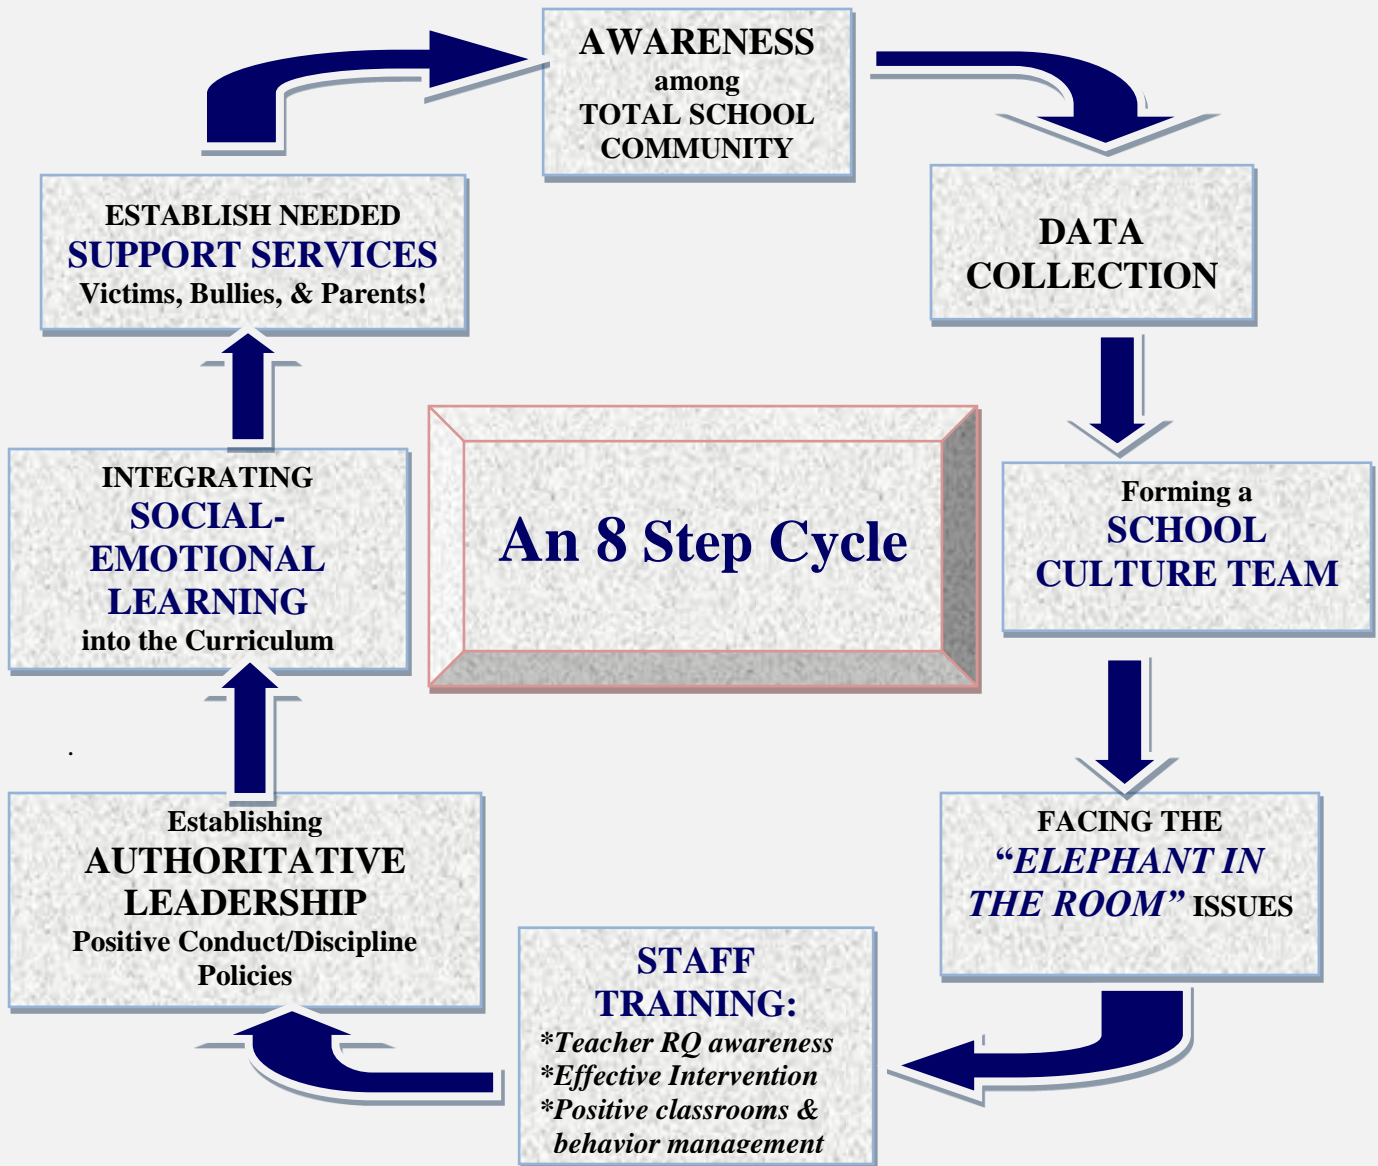 AWARENESS
among
TOTAL SCHOOL
COMMUNITY
DATA
COLLECTION
Forming a
SCHOOL
CULTURE TEAM
FACING THE
“ELEPHANT IN
THE ROOM” ISSUES
STAFF
TRAINING:
*Teacher RQ awareness
*Effective Intervention
*Positive classrooms &
behavior management
Establishing
AUTHORITATIVE
LEADERSHIP
Positive Conduct/Discipline
Policies
.
INTEGRATING
SOCIAL-
EMOTIONAL
LEARNING
into the Curriculum
ESTABLISH NEEDED
SUPPORT SERVICES
Victims, Bullies, & Parents!
An 8 Step Cycle